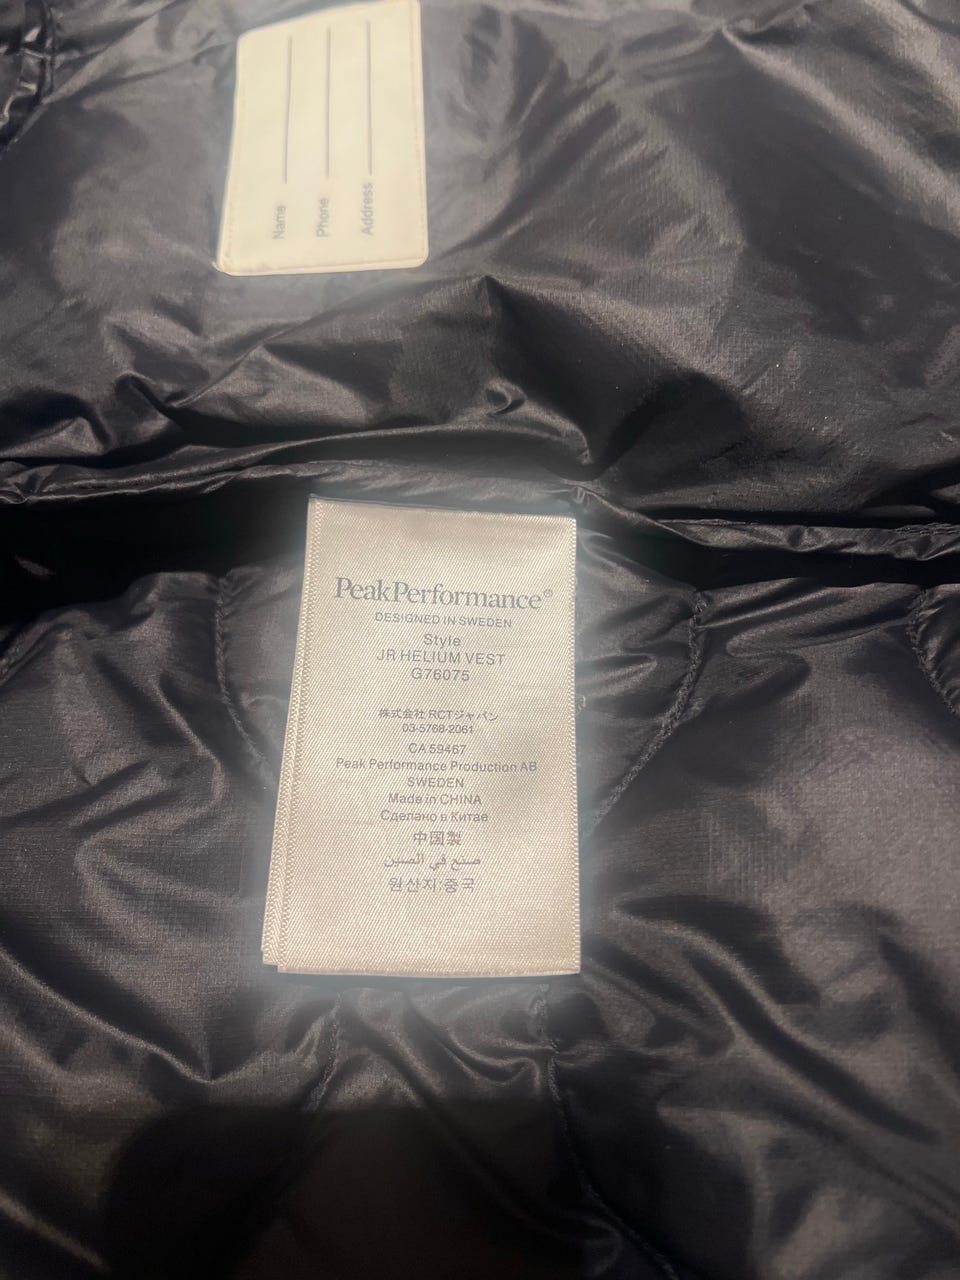 Name
Phone
Address
PeakPerformance®
DESIGNED IN SWEDEN
Style
JR HELIUM VEST
G76075
株式会社 RCTジャパン
03-5768-2061
CA 59467
Peak Performance Production AB
SWEDEN
Made in CHINA
Сделано в Китае
中国製
صنع في الصين
원산지:중국